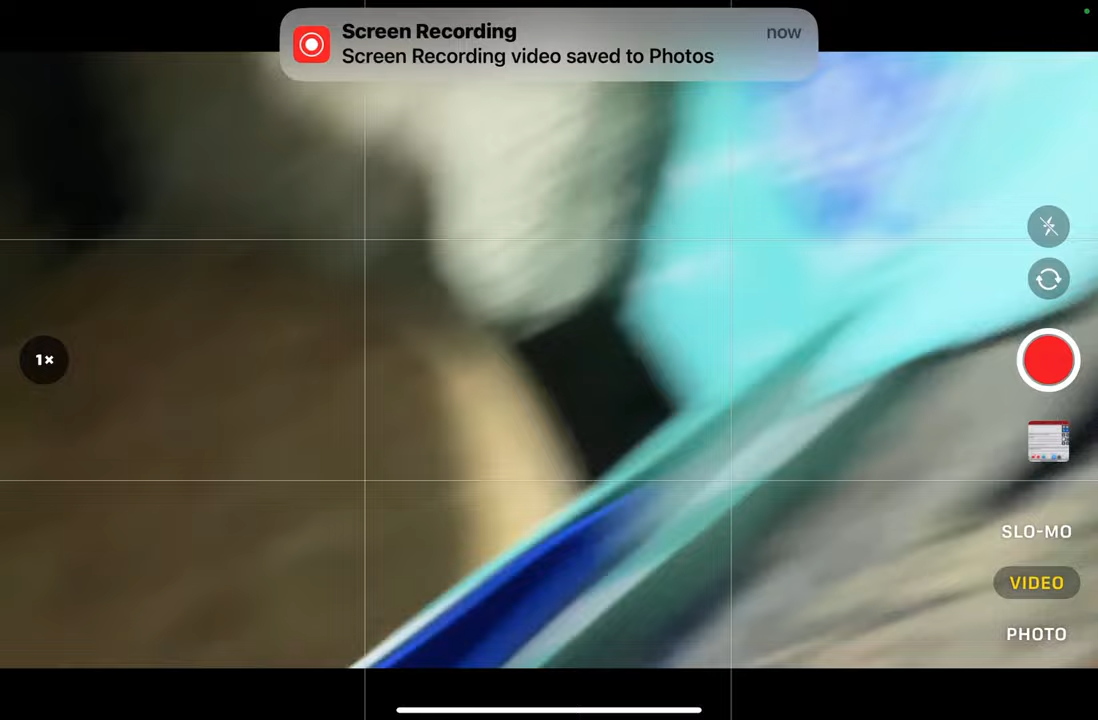 Screen Recording
now
Screen Recording video saved to Photos
1×
SLO-MO
VIDEO
PHOTO